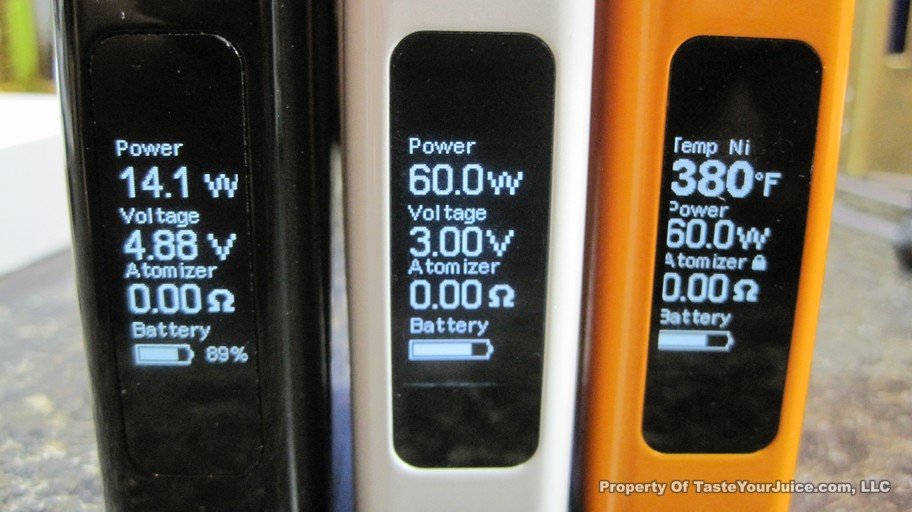 Power
14.1 W
Voltage
4.88 V
Atomizer
0.00 Ω
Battery
89%
Power
60.0 W
Voltage
3.00 V
Atomizer
0.00 Ω
Battery
Temp Ni
380°F
Power
60.0 W
Atomizer
0.00 Ω
Battery
Property Of TasteYourJuice.com, LLC